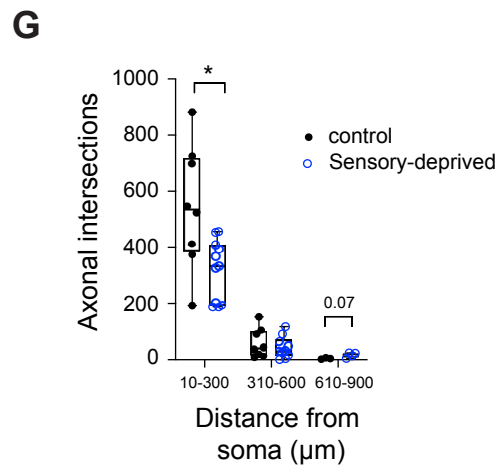 G
Axonal intersections
1000
800
600
400
200
0
*
control
Sensory-deprived
0.07
10-300 310-600 610-900
Distance from
soma (µm)